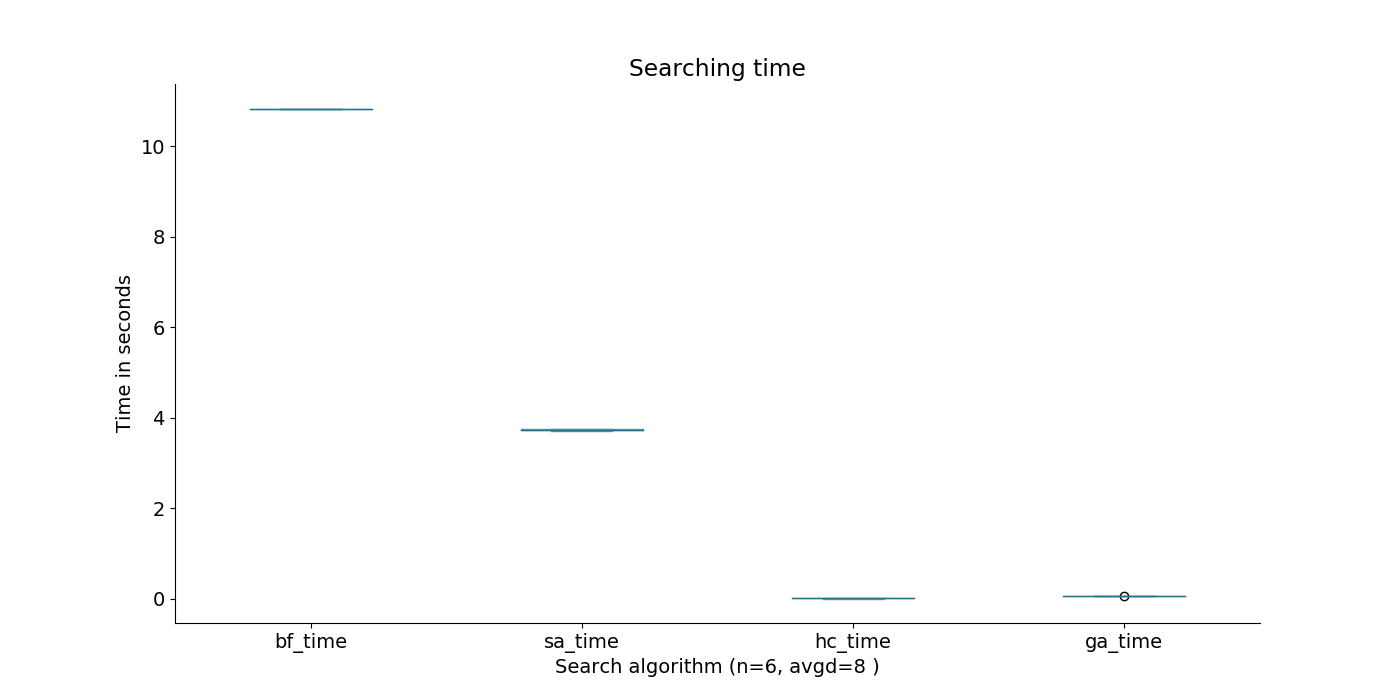 Searching time
10
8
6
4
2
0
Time in seconds
bf_time sa_time hc_time ga_time
Search algorithm (n=6, avgd=8 )